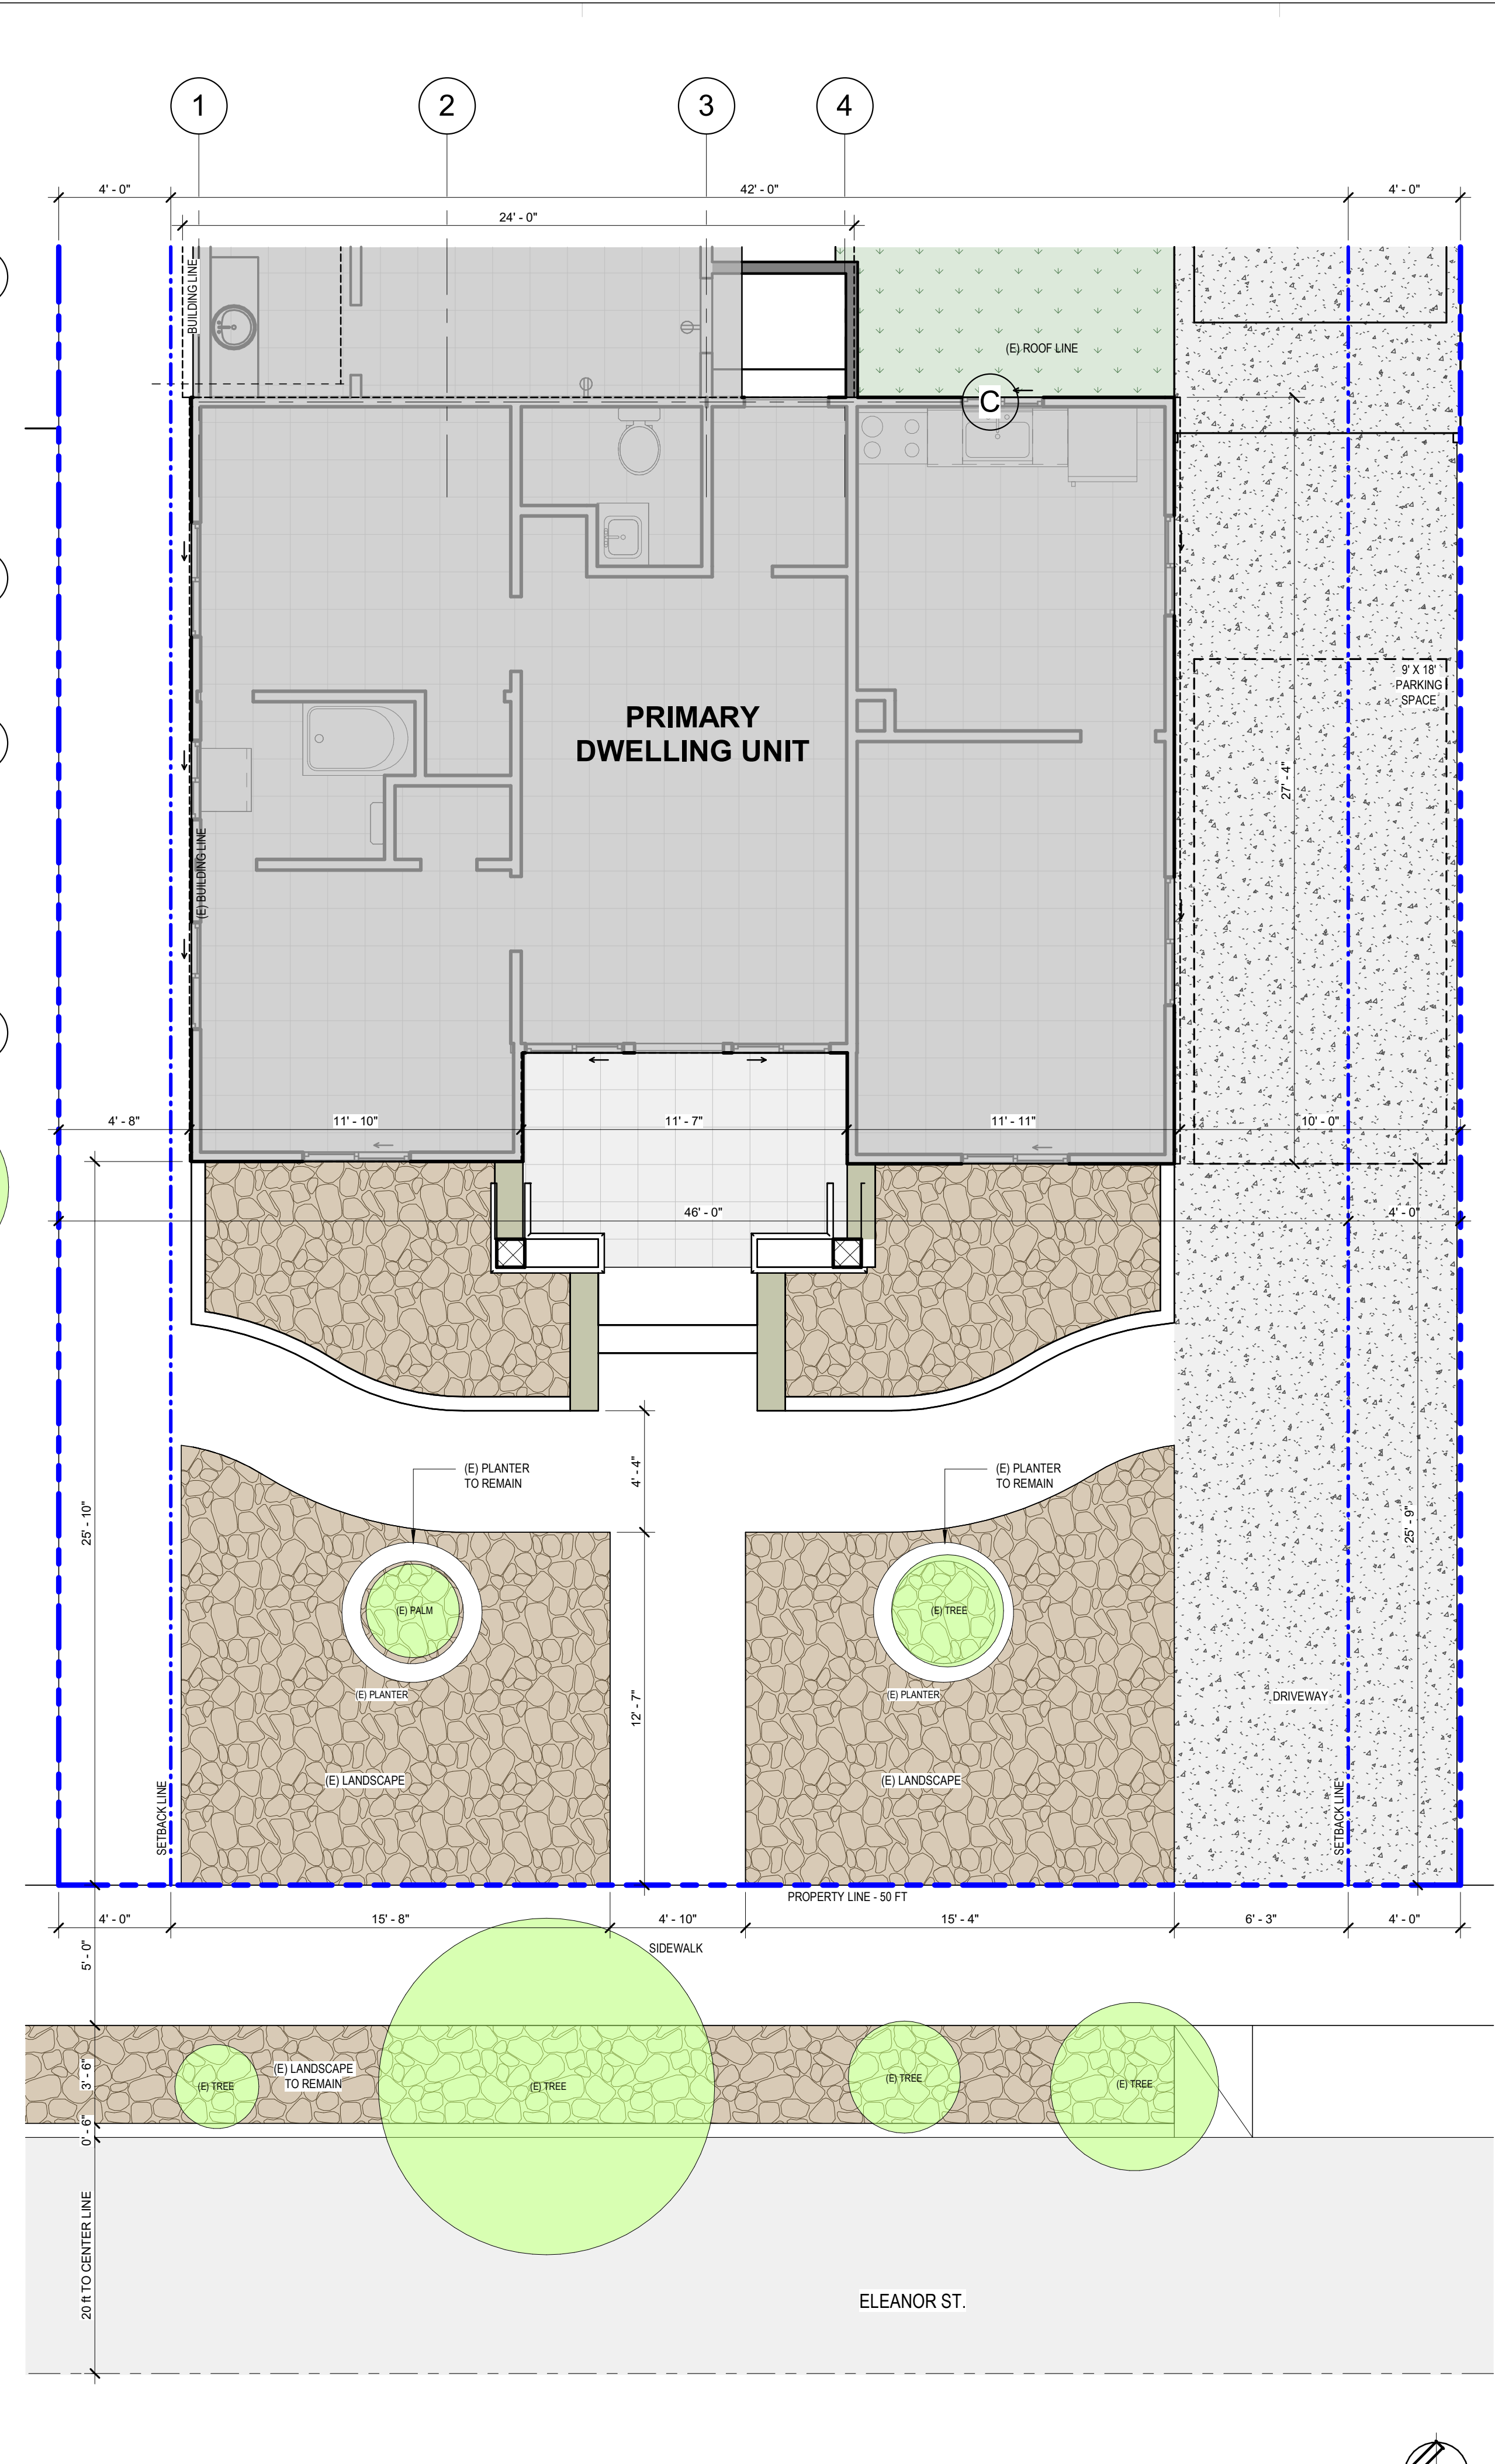 1
2
3
4
4' - 0"
42' - 0"
4' - 0"
24' - 0"
BUILDING LINE
(E) ROOF LINE
C
9' X 18'
PARKING
SPACE
PRIMARY
DWELLING UNIT
27' - 4"
(E) BUILDING LINE
4' - 8"
11' - 10"
11' - 7"
11' - 11"
10' - 0"
46' - 0"
4' - 0"
(E) PLANTER
TO REMAIN
(E) PLANTER
TO REMAIN
4' - 4"
25' - 10"
25' - 9"
(E) PALM
(E) TREE
(E) PLANTER
(E) PLANTER
12' - 7"
DRIVEWAY
(E) LANDSCAPE
(E) LANDSCAPE
SETBACK LINE
SETBACK LINE
PROPERTY LINE - 50 FT
4' - 0"
15' - 8"
4' - 10"
15' - 4"
6' - 3"
4' - 0"
SIDEWALK
5' - 0"
(E) LANDSCAPE
TO REMAIN
(E) TREE
(E) TREE
(E) TREE
(E) TREE
3' - 6"
0' - 6"
20 ft TO CENTER LINE
ELEANOR ST.